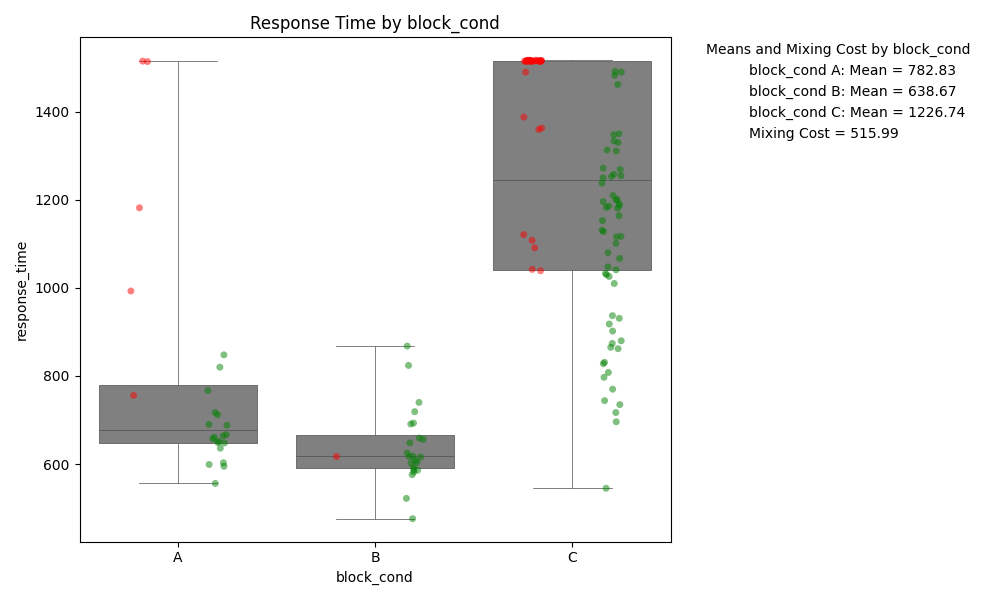 Response Time by block_cond
Means and Mixing Cost by block_cond
block_cond A: Mean = 782.83
block_cond B: Mean = 638.67
block_cond C: Mean = 1226.74
Mixing Cost = 515.99
response_time
1400
1200
1000
800
600
A B C
block_cond